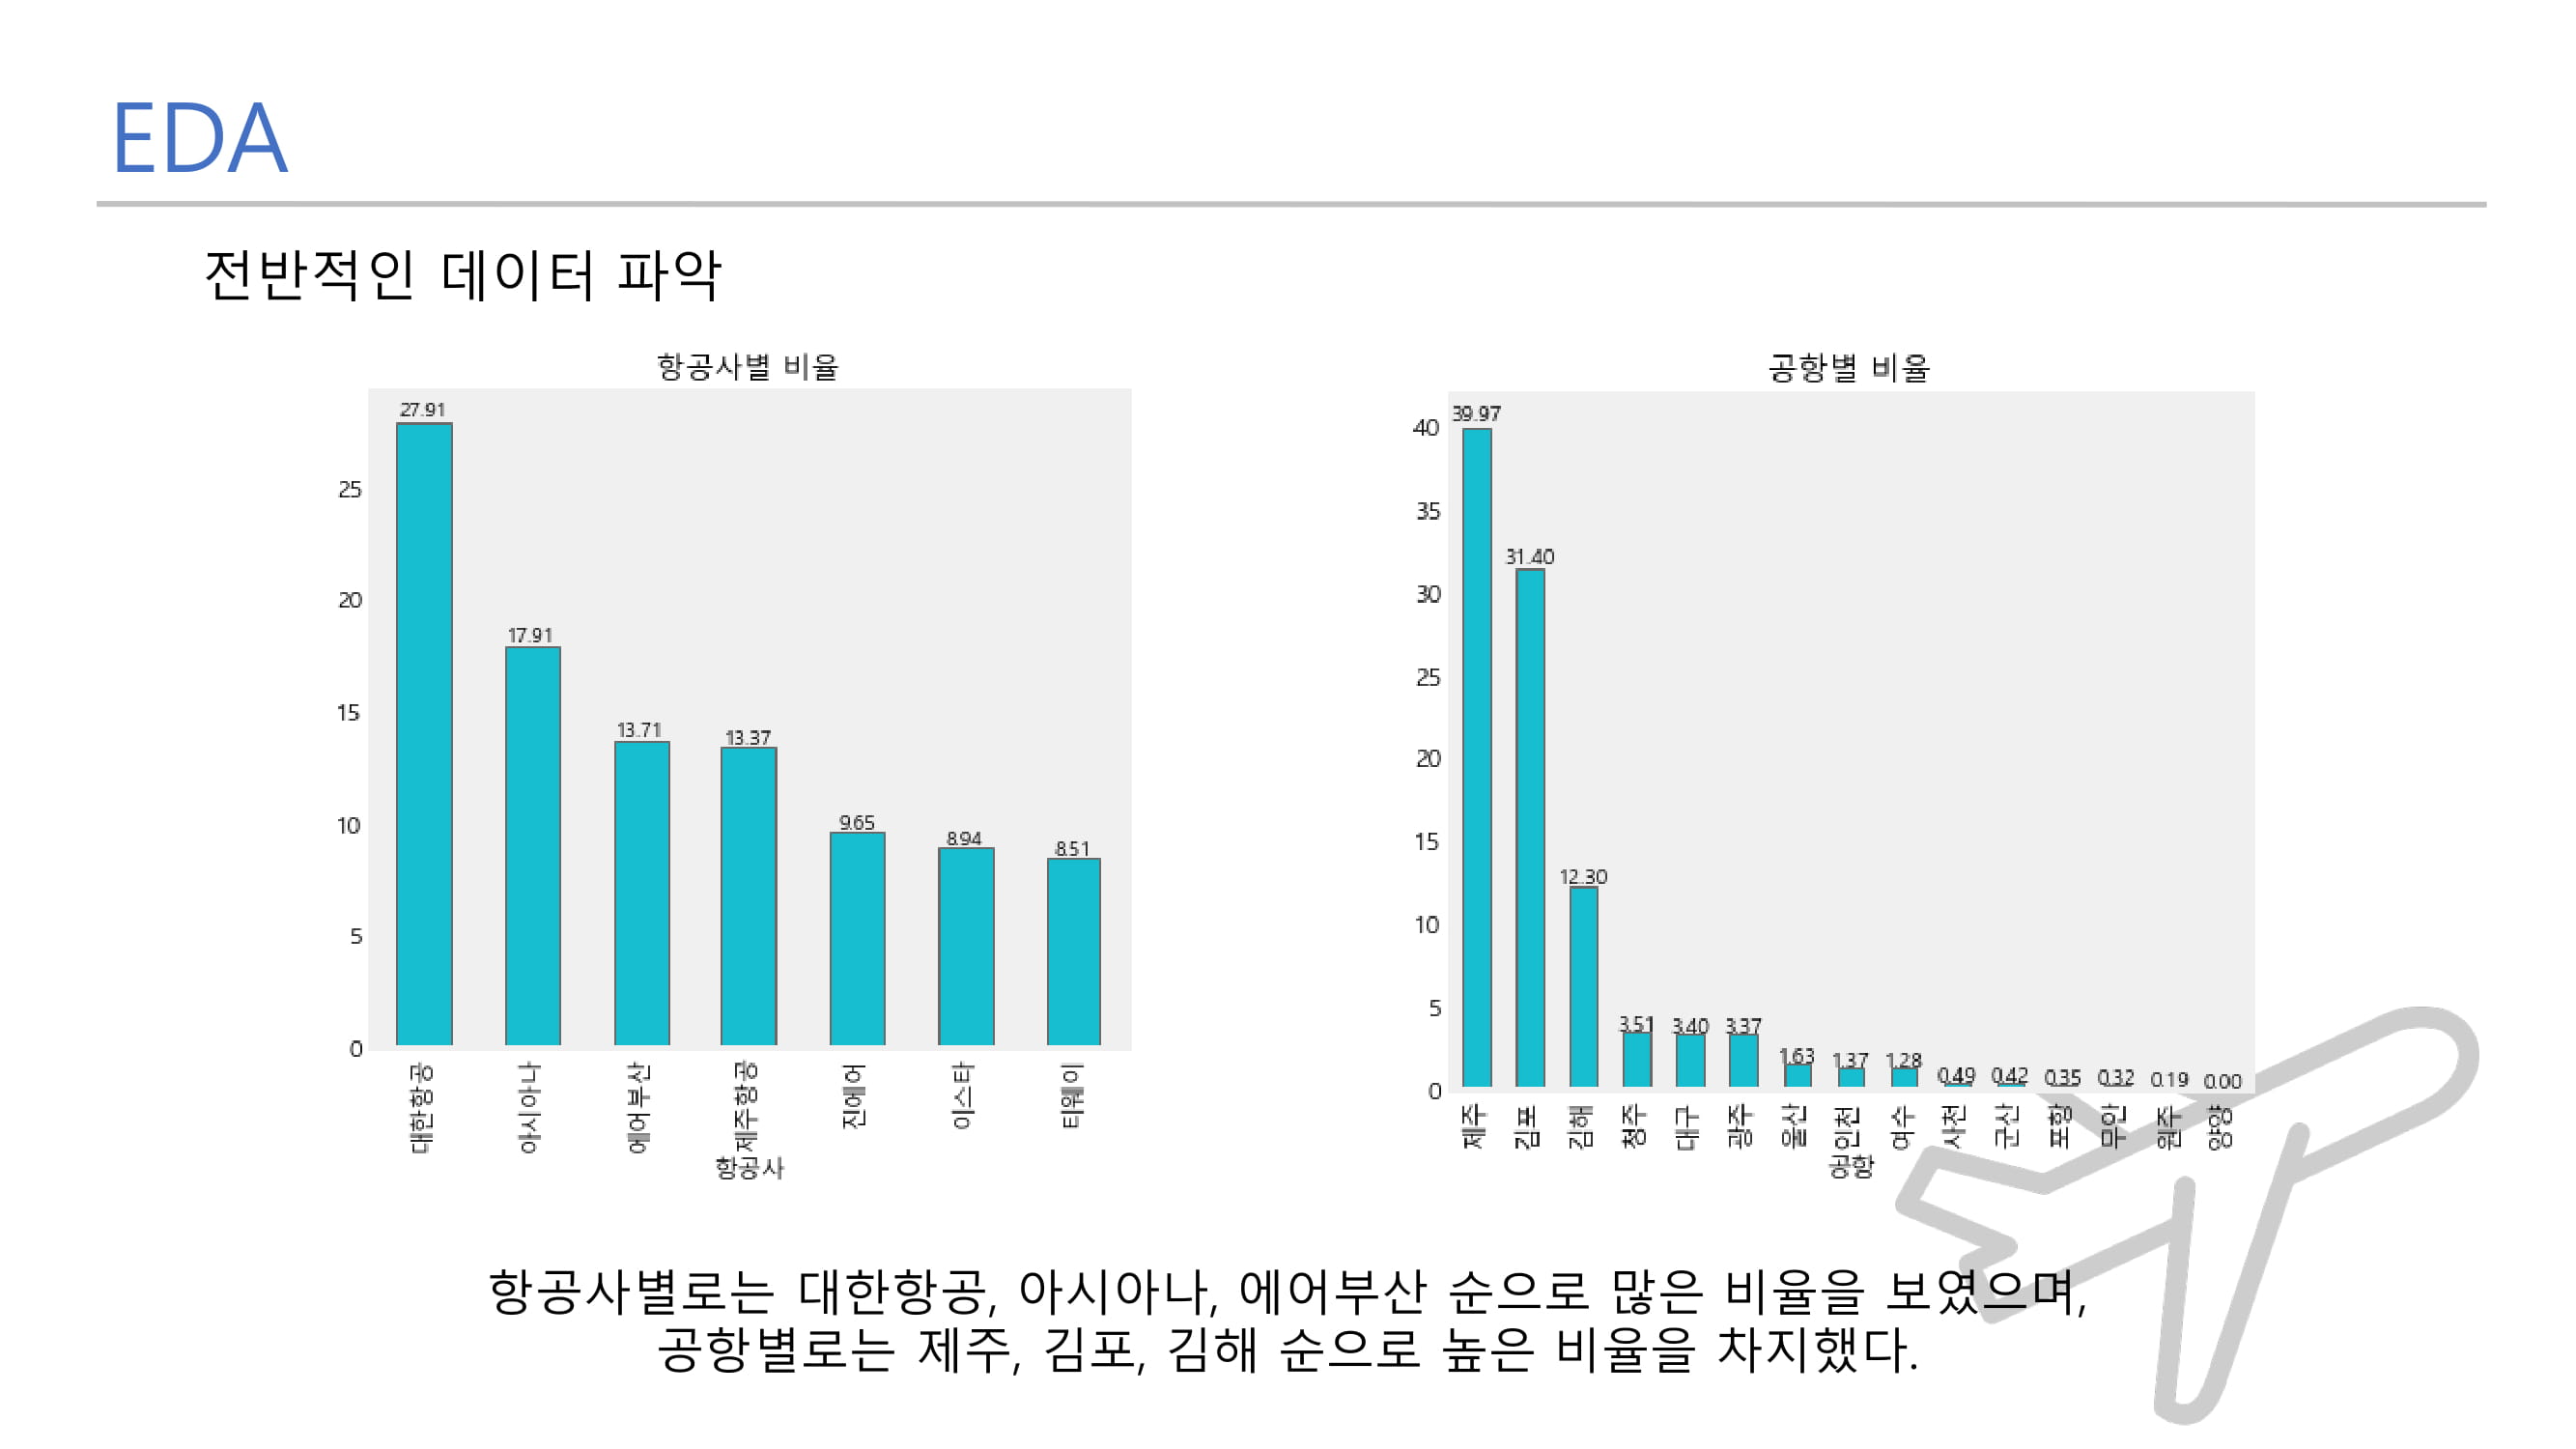 EDA
전반적인 데이터 파악
항공사별 비율
27.91
17.91
13.71
13.37
9.65
8.94
8.51
25
20
15
10
5
0
대한항공
아시아나
에어부산
제주항공
진에어
이스타
티웨이
항공사
공항별 비율
39.97
31.40
12.30
3.51
3.40
3.37
1.63
1.37
1.28
0.49
0.42
0.35
0.32
0.19
0.00
40
35
30
25
20
15
10
5
0
제주
김포
김해
청주
대구
광주
울산
인천
여수
사천
군산
포항
무안
원주
양양
공항
항공사별로는 대한항공, 아시아나, 에어부산 순으로 많은 비율을 보였으며,
공항별로는 제주, 김포, 김해 순으로 높은 비율을 차지했다.